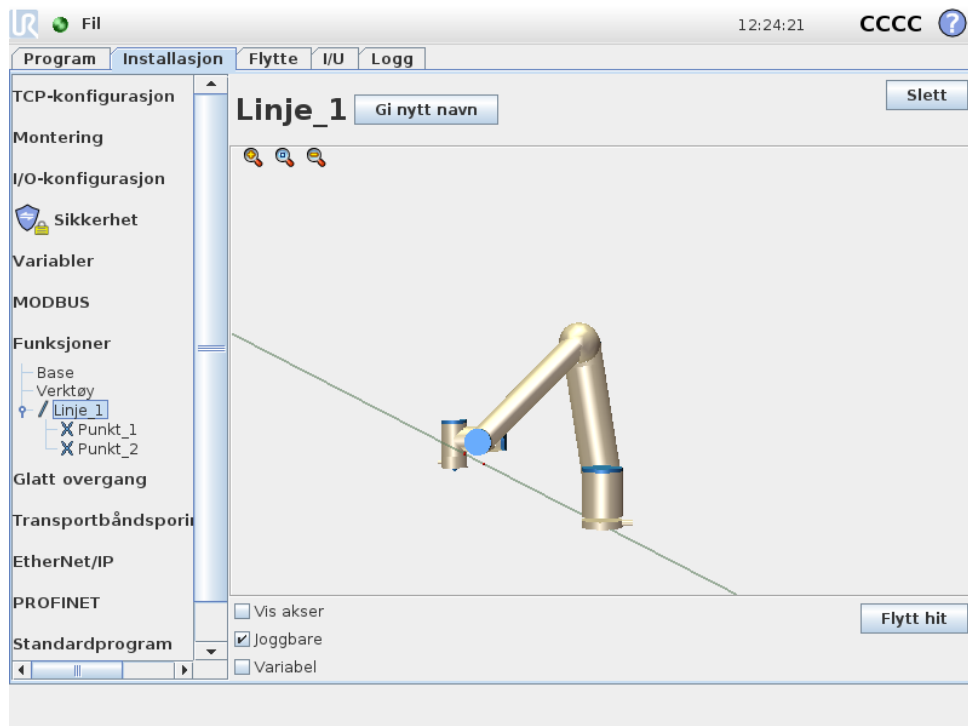 UR Fil 12:24:21 CCCC ?
Program Installasjon Flytte I/U Logg
TCP-konfigurasjon
Montering
I/O-konfigurasjon
Sikkerhet
Variabler
MODBUS
Funksjoner
Base
Verktøy
Linje_1
Punkt_1
Punkt_2
Glatt overgang
Transportbåndspori
EtherNet/IP
PROFINET
Standardprogram
Linje_1 Gi nytt navn Slett
Vis akser
Joggbare
Variabel
Flytt hit